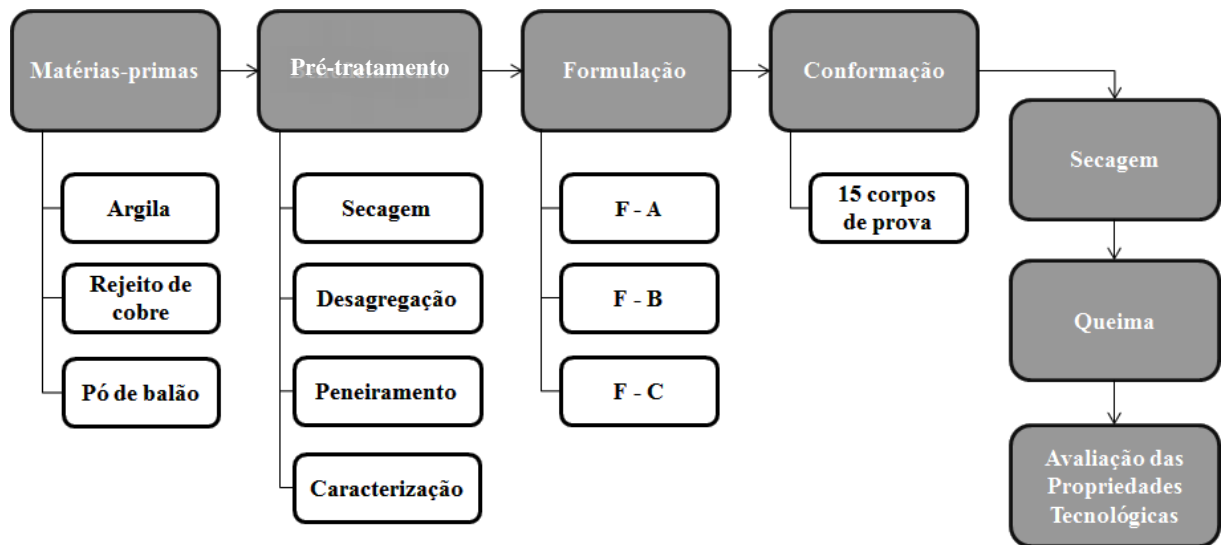 Matérias-primas
Pré-tratamento
Formulação
Conformação
Argila
Rejeito de
cobre
Pó de balão
Secagem
Desagregação
Peneiramento
Caracterização
F - A
F - B
F - C
15 corpos
de prova
Secagem
Queima
Avaliação das
Propriedades
Tecnológicas